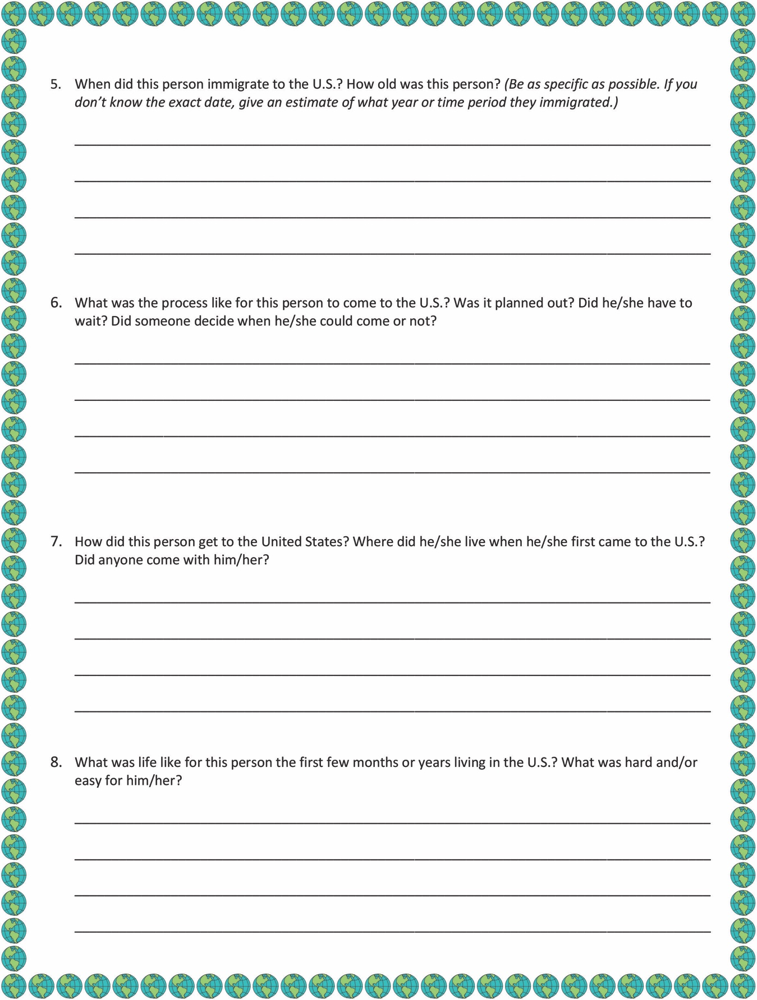 5. When did this person immigrate to the U.S.? How old was this person? (Be as specific as possible. If you
don’t know the exact date, give an estimate of what year or time period they immigrated.)
6. What was the process like for this person to come to the U.S.? Was it planned out? Did he/she have to
wait? Did someone decide when he/she could come or not?
7. How did this person get to the United States? Where did he/she live when he/she first came to the U.S.?
Did anyone come with him/her?
8. What was life like for this person the first few months or years living in the U.S.? What was hard and/or
easy for him/her?